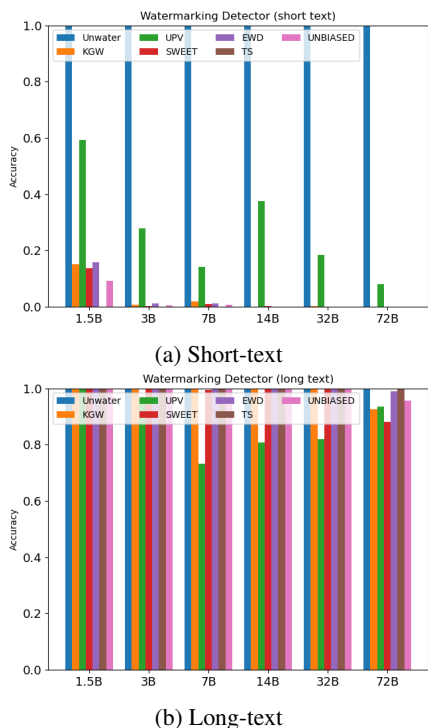 Watermarking Detector (short text)
Unwater UPV EWD UNBIASED
KGW SWEET TS
1.0
0.8
0.6
0.4
0.2
0.0
Accuracy
1.5B 3B 7B 14B 32B 72B
(a) Short-text
Watermarking Detector (long text)
Unwater UPV EWD UNBIASED
KGW SWEET TS
1.0
0.8
0.6
0.4
0.2
0.0
Accuracy
1.5B 3B 7B 14B 32B 72B
(b) Long-text